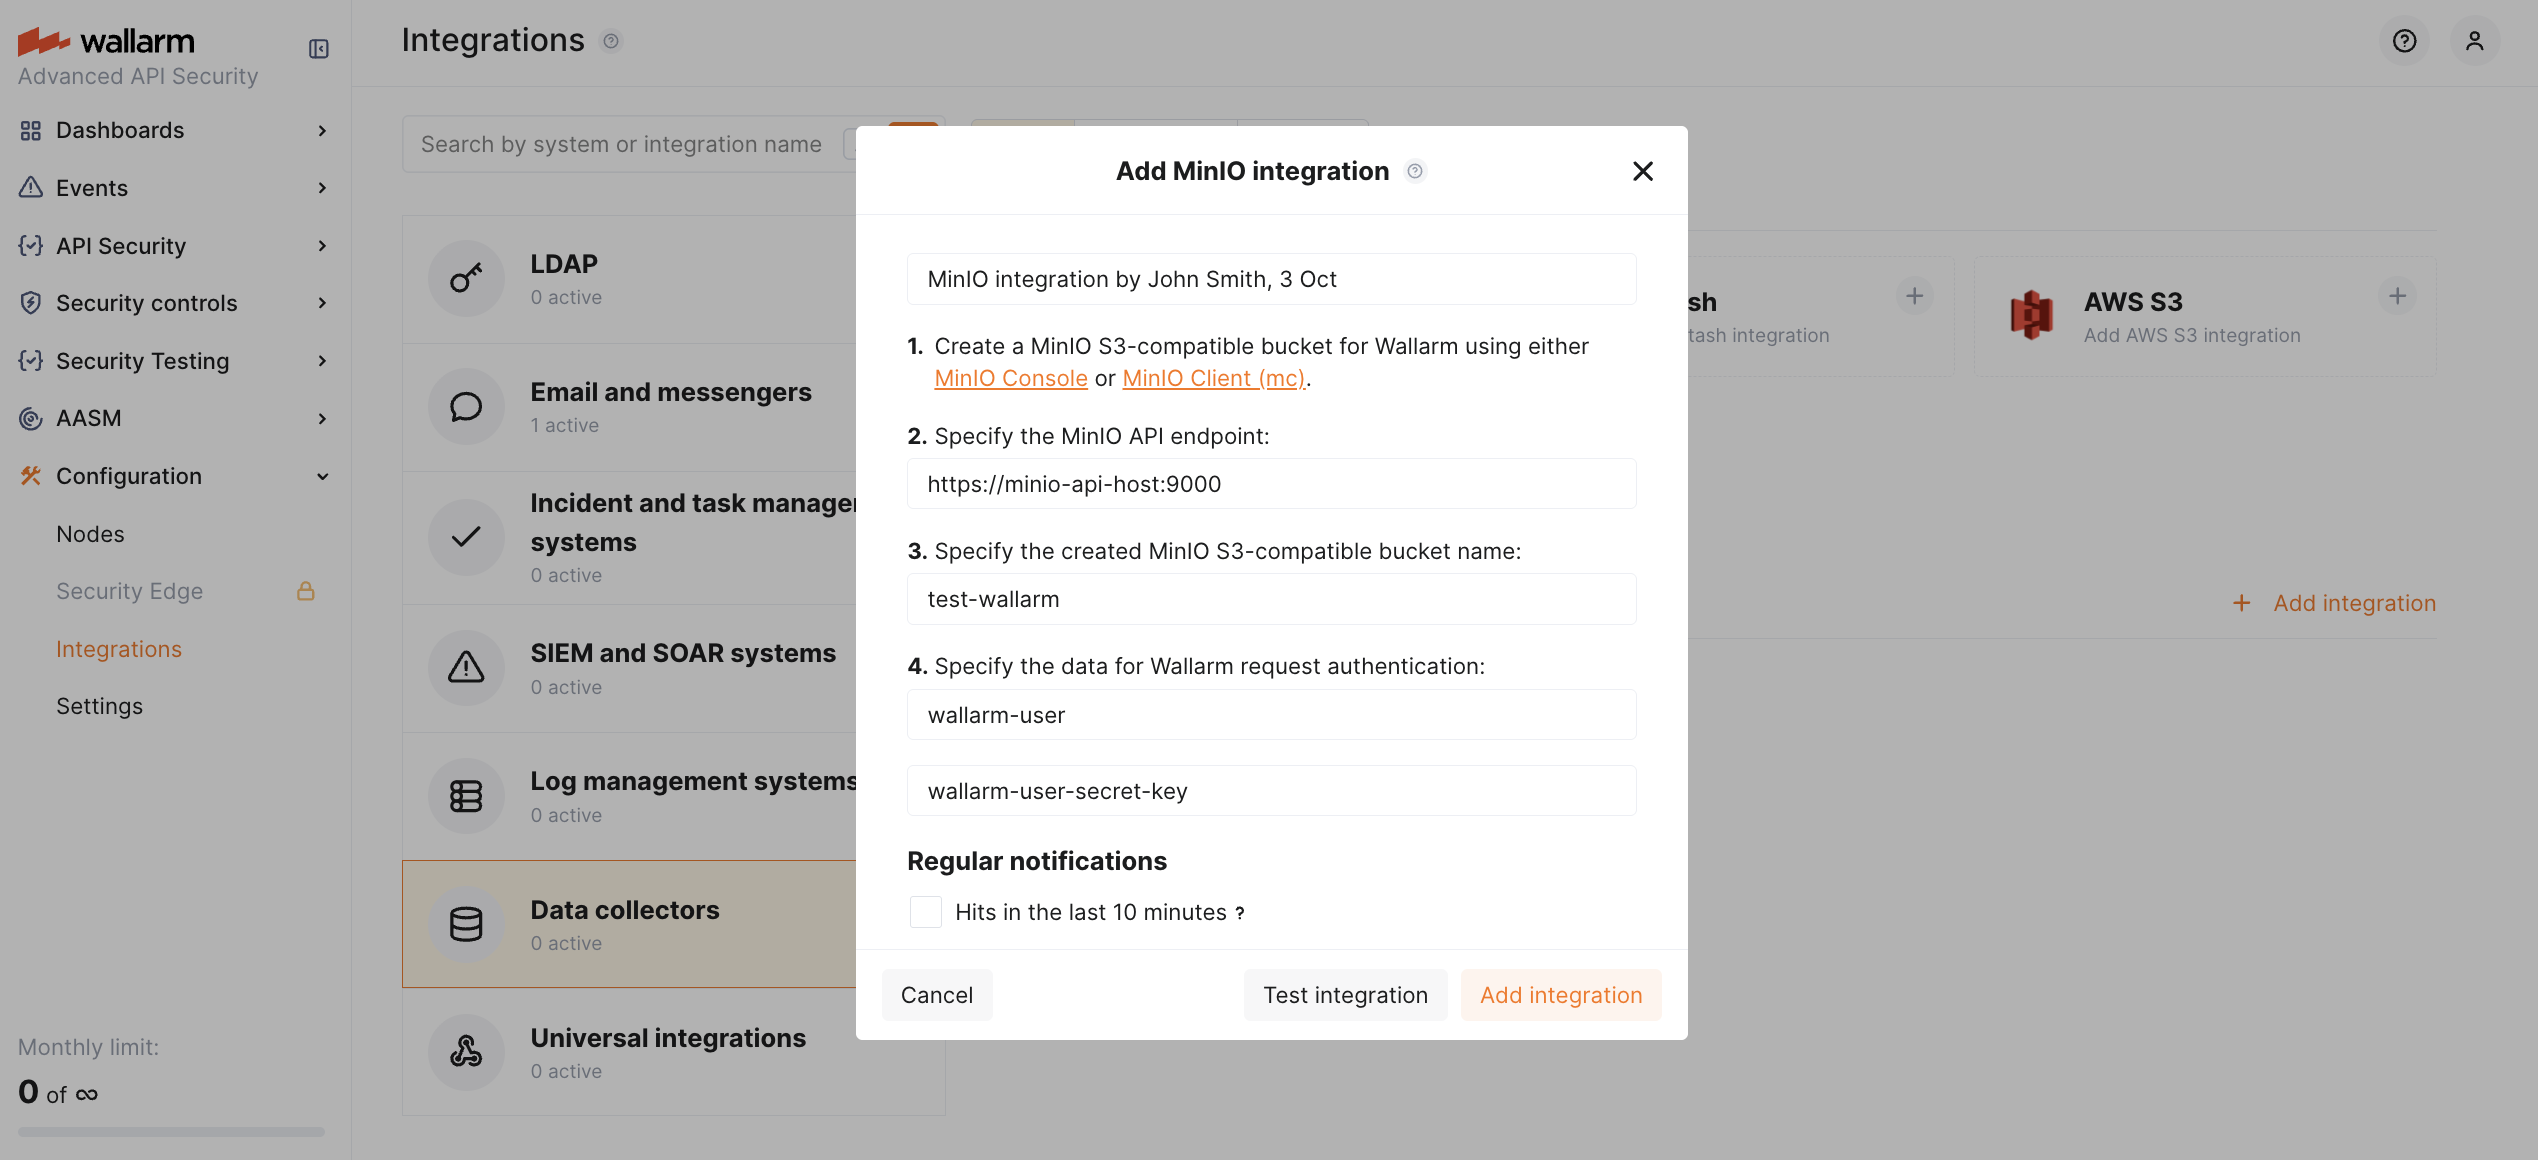 wallarm
Advanced API Security
Dashboards
Events
API Security
Security controls
Security Testing
AASM
Configuration
Nodes
Security Edge
Integrations
Settings
Monthly limit:
0 of ∞
Integrations
Search by system or integration name
LDAP
0 active
Email and messengers
1 active
Incident and task manage
systems
0 active
SIEM and SOAR systems
0 active
Log management systems
0 active
Data collectors
0 active
Universal integrations
0 active
sh
tash integration
AWS S3
Add AWS S3 integration
+ Add integration
Add MinIO integration
MinIO integration by John Smith, 3 Oct
1. Create a MinIO S3-compatible bucket for Wallarm using either
MinIO Console or MinIO Client (mc).
2. Specify the MinIO API endpoint:
https://minio-api-host:9000
3. Specify the created MinIO S3-compatible bucket name:
test-wallarm
4. Specify the data for Wallarm request authentication:
wallarm-user
wallarm-user-secret-key
Regular notifications
Hits in the last 10 minutes ?
Cancel
Test integration
Add integration